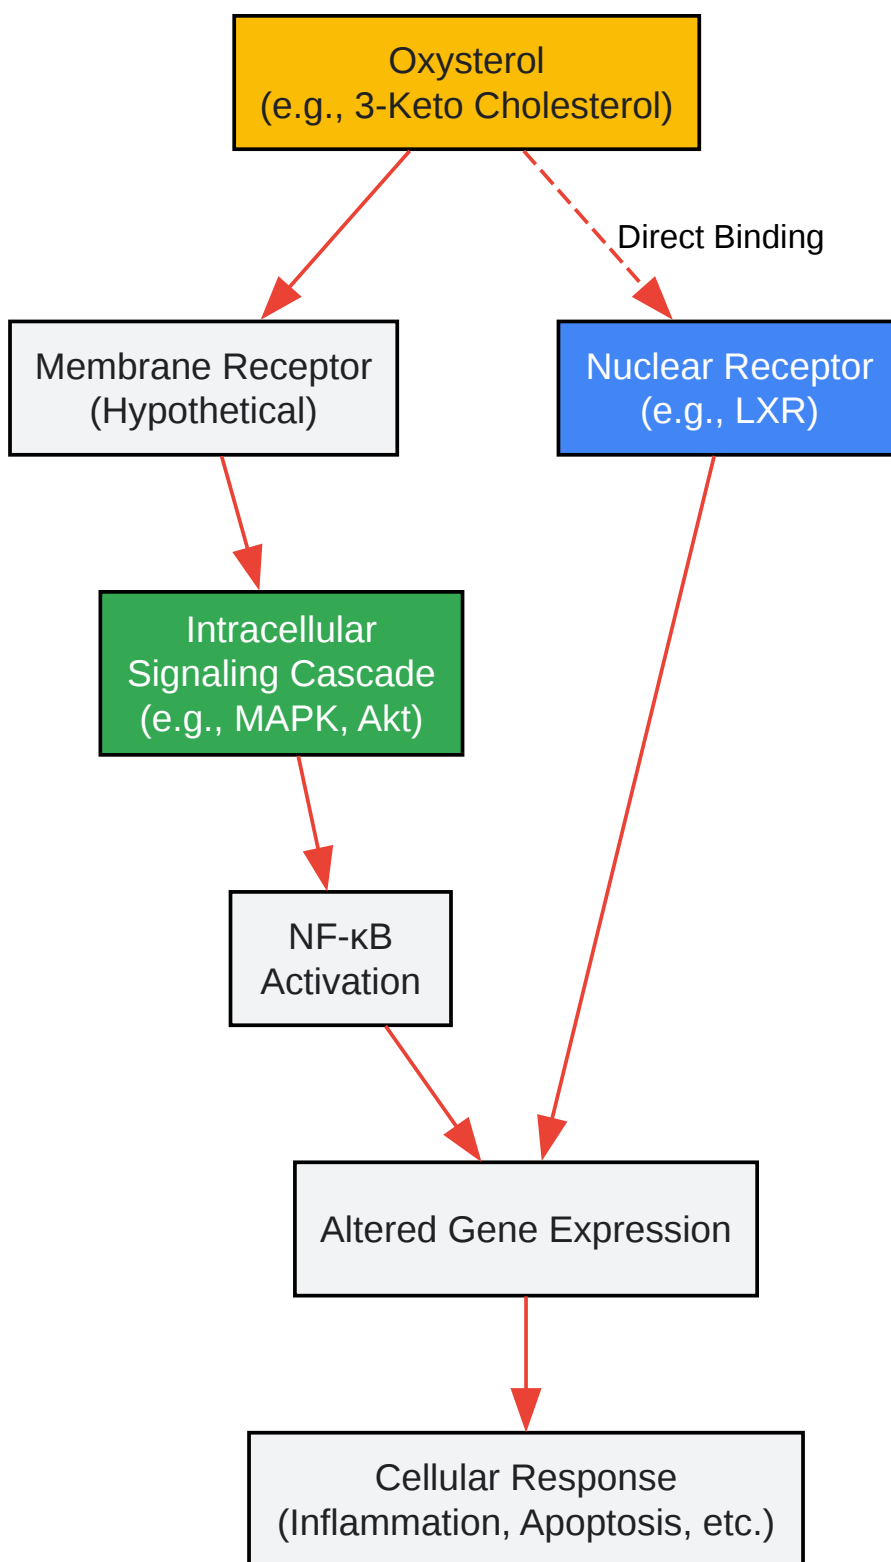 Oxysterol
(e.g., 3-Keto Cholesterol)
Direct Binding
Membrane Receptor
(Hypothetical)
Nuclear Receptor
(e.g., LXR)
Intracellular
Signaling Cascade
(e.g., MAPK, Akt)
NF-κB
Activation
Altered Gene Expression
Cellular Response
(Inflammation, Apoptosis, etc.)